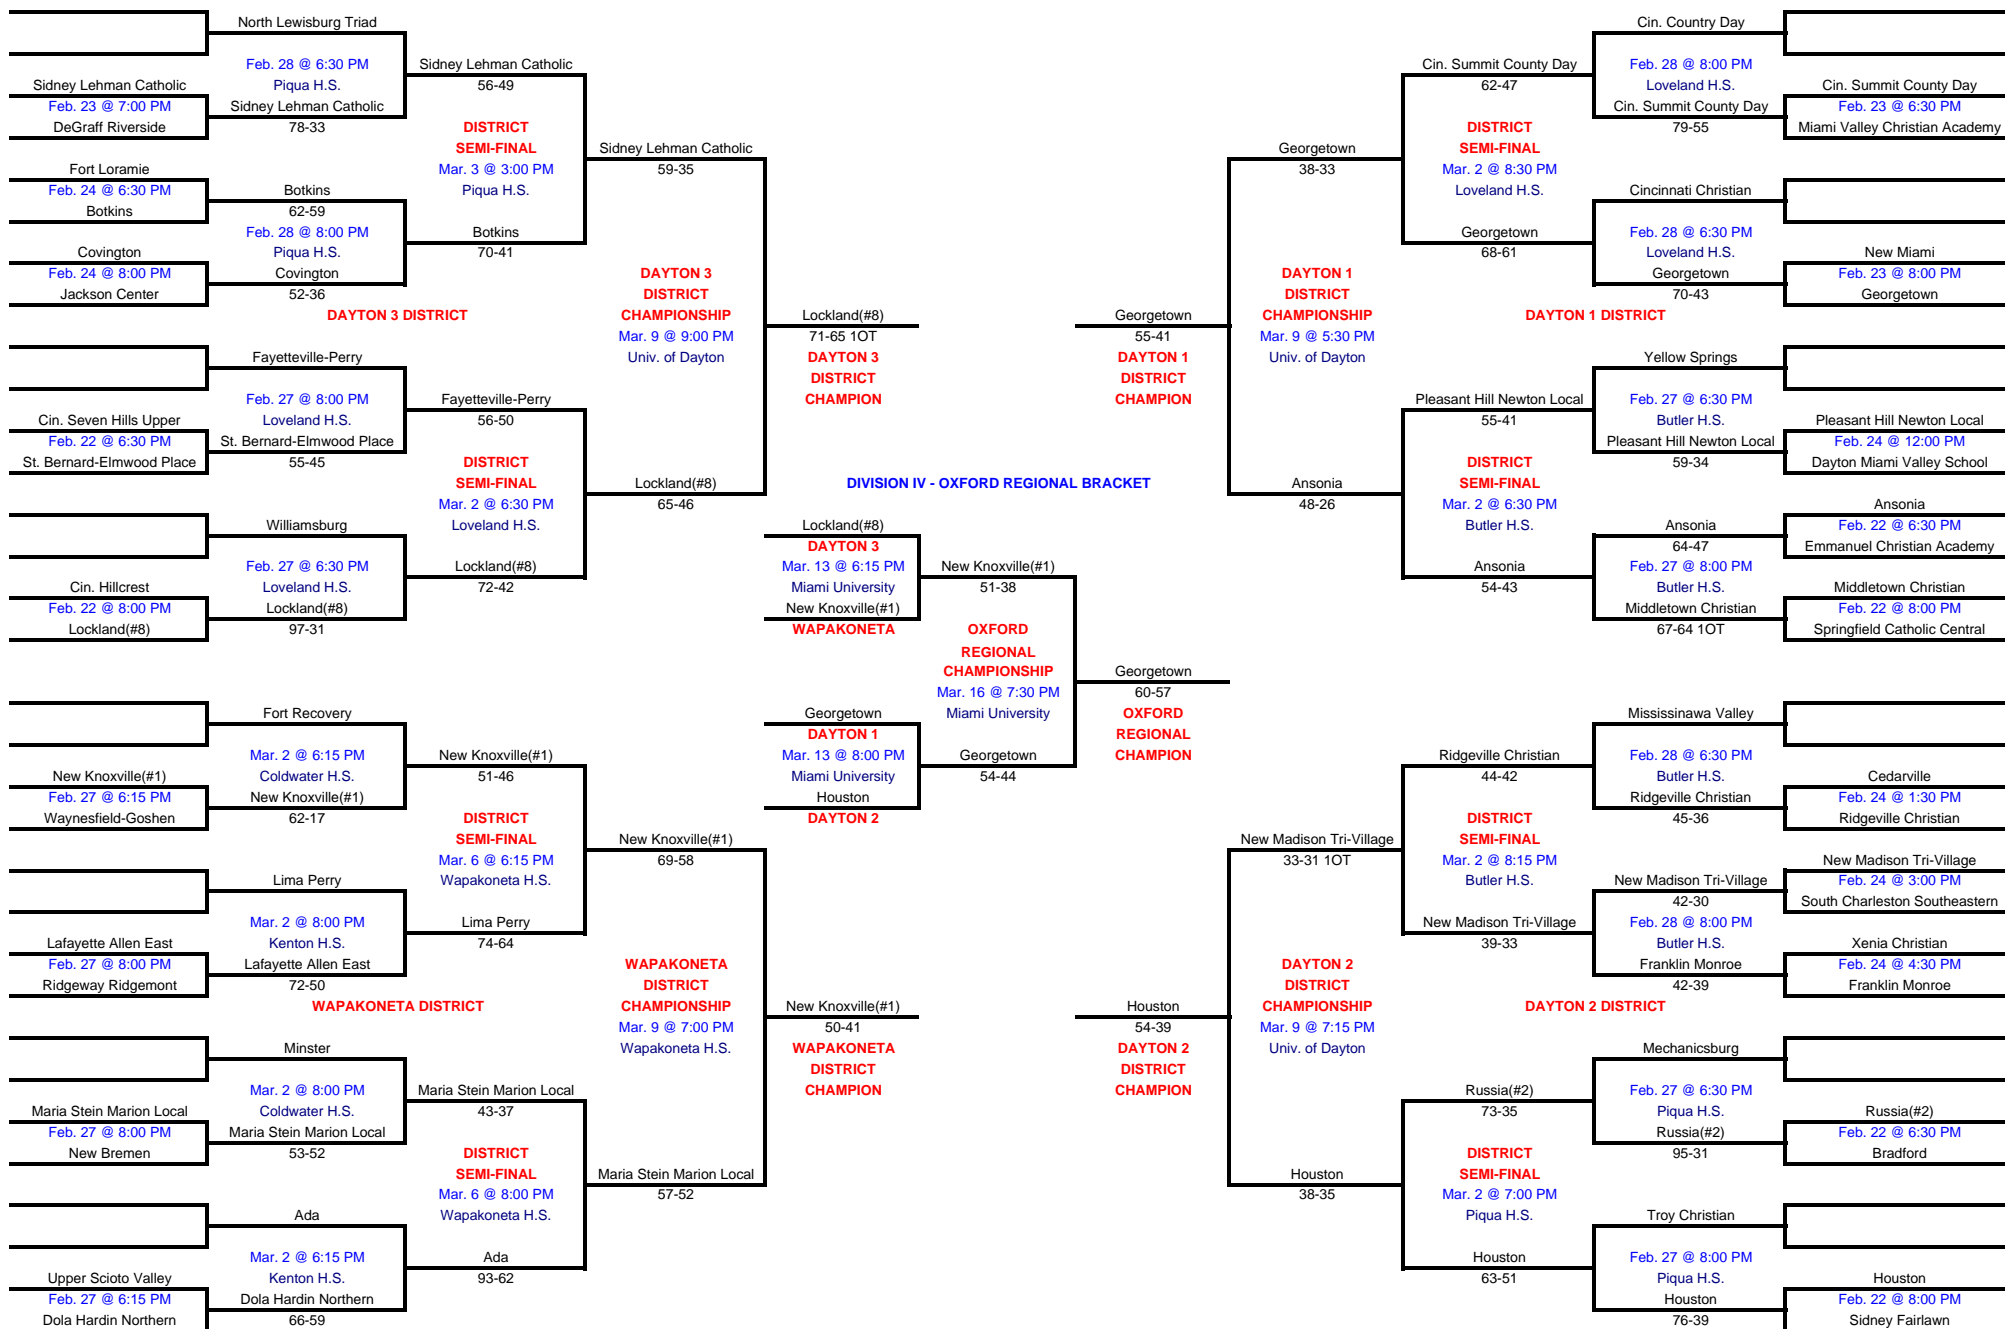 North Lewisburg Triad
Feb. 28 @ 6:30 PM
Sidney Lehman Catholic
Sidney Lehman Catholic
Piqua H.S.
56-49
Feb. 23 @ 7:00 PM
Sidney Lehman Catholic
DeGraff Riverside
78-33
DISTRICT
SEMI-FINAL
Sidney Lehman Catholic
Fort Loramie
Mar. 3 @ 3:00 PM
59-35
Feb. 24 @ 6:30 PM
Botkins
Piqua H.S.
Botkins
62-59
Feb. 28 @ 8:00 PM
Botkins
Covington
Piqua H.S.
70-41
Feb. 24 @ 8:00 PM
Covington
Jackson Center
52-36
DAYTON 3 DISTRICT
DAYTON 3
DISTRICT
CHAMPIONSHIP
Mar. 9 @ 9:00 PM
Univ. of Dayton
Lockland(#8)
71-65 1OT
DAYTON 3
DISTRICT
CHAMPION
Fayetteville-Perry
Feb. 27 @ 8:00 PM
Fayetteville-Perry
Cin. Seven Hills Upper
Loveland H.S.
56-50
Feb. 22 @ 6:30 PM
St. Bernard-Elmwood Place
St. Bernard-Elmwood Place
55-45
DISTRICT
SEMI-FINAL
Lockland(#8)
Mar. 2 @ 6:30 PM
65-46
Williamsburg
Loveland H.S.
Feb. 27 @ 6:30 PM
Lockland(#8)
Cin. Hillcrest
Loveland H.S.
72-42
Feb. 22 @ 8:00 PM
Lockland(#8)
Lockland(#8)
97-31
Fort Recovery
Mar. 2 @ 6:15 PM
New Knoxville(#1)
New Knoxville(#1)
Coldwater H.S.
51-46
Feb. 27 @ 6:15 PM
New Knoxville(#1)
Waynesfield-Goshen
62-17
DISTRICT
SEMI-FINAL
New Knoxville(#1)
Mar. 6 @ 6:15 PM
69-58
Lima Perry
Wapakoneta H.S.
Mar. 2 @ 8:00 PM
Lima Perry
Lafayette Allen East
Kenton H.S.
74-64
Feb. 27 @ 8:00 PM
Lafayette Allen East
Ridgeway Ridgemont
72-50
WAPAKONETA DISTRICT
WAPAKONETA
DISTRICT
CHAMPIONSHIP
Mar. 9 @ 7:00 PM
Wapakoneta H.S.
New Knoxville(#1)
50-41
WAPAKONETA
DISTRICT
CHAMPION
Minster
Mar. 2 @ 8:00 PM
Maria Stein Marion Local
Maria Stein Marion Local
Coldwater H.S.
43-37
Feb. 27 @ 8:00 PM
Maria Stein Marion Local
New Bremen
53-52
DISTRICT
SEMI-FINAL
Maria Stein Marion Local
Mar. 6 @ 8:00 PM
57-52
Ada
Wapakoneta H.S.
Mar. 2 @ 6:15 PM
Ada
Upper Scioto Valley
Kenton H.S.
93-62
Feb. 27 @ 6:15 PM
Dola Hardin Northern
Dola Hardin Northern
66-59
DIVISION IV - OXFORD REGIONAL BRACKET
Lockland(#8)
DAYTON 3
Mar. 13 @ 6:15 PM
New Knoxville(#1)
Miami University
51-38
New Knoxville(#1)
WAPAKONETA
OXFORD
REGIONAL
CHAMPIONSHIP
Mar. 16 @ 7:30 PM
Miami University
Georgetown
60-57
OXFORD
REGIONAL
CHAMPION
Georgetown
DAYTON 1
Mar. 13 @ 8:00 PM
Georgetown
Miami University
54-44
Houston
DAYTON 2
Cin. Country Day
Cin. Summit County Day
Feb. 28 @ 8:00 PM
62-47
Loveland H.S.
Cin. Summit County Day
Cin. Summit County Day
Feb. 23 @ 6:30 PM
DISTRICT
79-55
Miami Valley Christian Academy
Georgetown
SEMI-FINAL
38-33
Mar. 2 @ 8:30 PM
Loveland H.S.
Cincinnati Christian
Georgetown
Feb. 28 @ 6:30 PM
68-61
Loveland H.S.
New Miami
Georgetown
Feb. 23 @ 8:00 PM
70-43
Georgetown
DAYTON 1
DISTRICT
CHAMPIONSHIP
Mar. 9 @ 5:30 PM
Univ. of Dayton
DAYTON 1 DISTRICT
Georgetown
55-41
DAYTON 1
DISTRICT
CHAMPION
Yellow Springs
Pleasant Hill Newton Local
Feb. 27 @ 6:30 PM
55-41
Butler H.S.
Pleasant Hill Newton Local
Pleasant Hill Newton Local
Feb. 24 @ 12:00 PM
DISTRICT
59-34
Dayton Miami Valley School
Ansonia
SEMI-FINAL
48-26
Mar. 2 @ 6:30 PM
Ansonia
Butler H.S.
Ansonia
Feb. 22 @ 6:30 PM
64-47
Emmanuel Christian Academy
Ansonia
Feb. 27 @ 8:00 PM
54-43
Butler H.S.
Middletown Christian
Middletown Christian
Feb. 22 @ 8:00 PM
67-64 1OT
Springfield Catholic Central
Mississinawa Valley
Ridgeville Christian
Feb. 28 @ 6:30 PM
44-42
Butler H.S.
Cedarville
Ridgeville Christian
Feb. 24 @ 1:30 PM
DISTRICT
45-36
Ridgeville Christian
New Madison Tri-Village
SEMI-FINAL
33-31 1OT
Mar. 2 @ 8:15 PM
New Madison Tri-Village
Butler H.S.
New Madison Tri-Village
Feb. 24 @ 3:00 PM
42-30
South Charleston Southeastern
New Madison Tri-Village
Feb. 28 @ 8:00 PM
39-33
Butler H.S.
Xenia Christian
Franklin Monroe
Feb. 24 @ 4:30 PM
42-39
Franklin Monroe
DAYTON 2
DISTRICT
CHAMPIONSHIP
Mar. 9 @ 7:15 PM
Univ. of Dayton
DAYTON 2 DISTRICT
Houston
54-39
DAYTON 2
DISTRICT
CHAMPION
Mechanicsburg
Russia(#2)
Feb. 27 @ 6:30 PM
73-35
Piqua H.S.
Russia(#2)
Russia(#2)
Feb. 22 @ 6:30 PM
DISTRICT
95-31
Bradford
Houston
SEMI-FINAL
38-35
Mar. 2 @ 7:00 PM
Piqua H.S.
Troy Christian
Houston
Feb. 27 @ 8:00 PM
63-51
Piqua H.S.
Houston
Houston
Feb. 22 @ 8:00 PM
76-39
Sidney Fairlawn